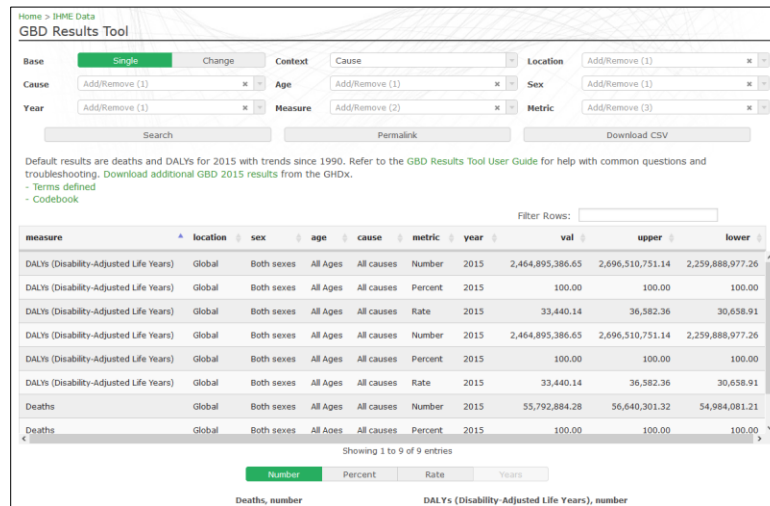 Home > IHME Data
GBD Results Tool
Base Single Change Context Cause Location Add/Remove (1)
Cause Add/Remove (1) Age Add/Remove (1) Sex Add/Remove (1)
Year Add/Remove (1) Measure Add/Remove (2) Metric Add/Remove (3)
Search Permalink Download CSV
Default results are deaths and DALYs for 2015 with trends since 1990. Refer to the GBD Results Tool User Guide for help with common questions and
troubleshooting. Download additional GBD 2015 results from the GHDx.
- Terms defined
- Codebook
Filter Rows:
measure location sex age cause metric year val upper lower
DALYs (Disability-Adjusted Life Years) Global Both sexes All Ages All causes Number 2015 2,464,895,386.65 2,696,510,751.14 2,259,888,977.26
DALYs (Disability-Adjusted Life Years) Global Both sexes All Ages All causes Percent 2015 100.00 100.00 100.00
DALYs (Disability-Adjusted Life Years) Global Both sexes All Ages All causes Rate 2015 33,440.14 36,582.36 30,658.91
DALYs (Disability-Adjusted Life Years) Global Both sexes All Ages All causes Number 2015 2,464,895,386.65 2,696,510,751.14 2,259,888,977.26
DALYs (Disability-Adjusted Life Years) Global Both sexes All Ages All causes Percent 2015 100.00 100.00 100.00
DALYs (Disability-Adjusted Life Years) Global Both sexes All Ages All causes Rate 2015 33,440.14 36,582.36 30,658.91
Deaths Global Both sexes All Ages All causes Number 2015 55,792,884.28 56,640,301.32 54,984,081.21
Deaths Global Both sexes All Ages All causes Percent 2015 100.00 100.00 100.00
Showing 1 to 9 of 9 entries
Number Percent Rate Years
Deaths, number DALYs (Disability-Adjusted Life Years), number